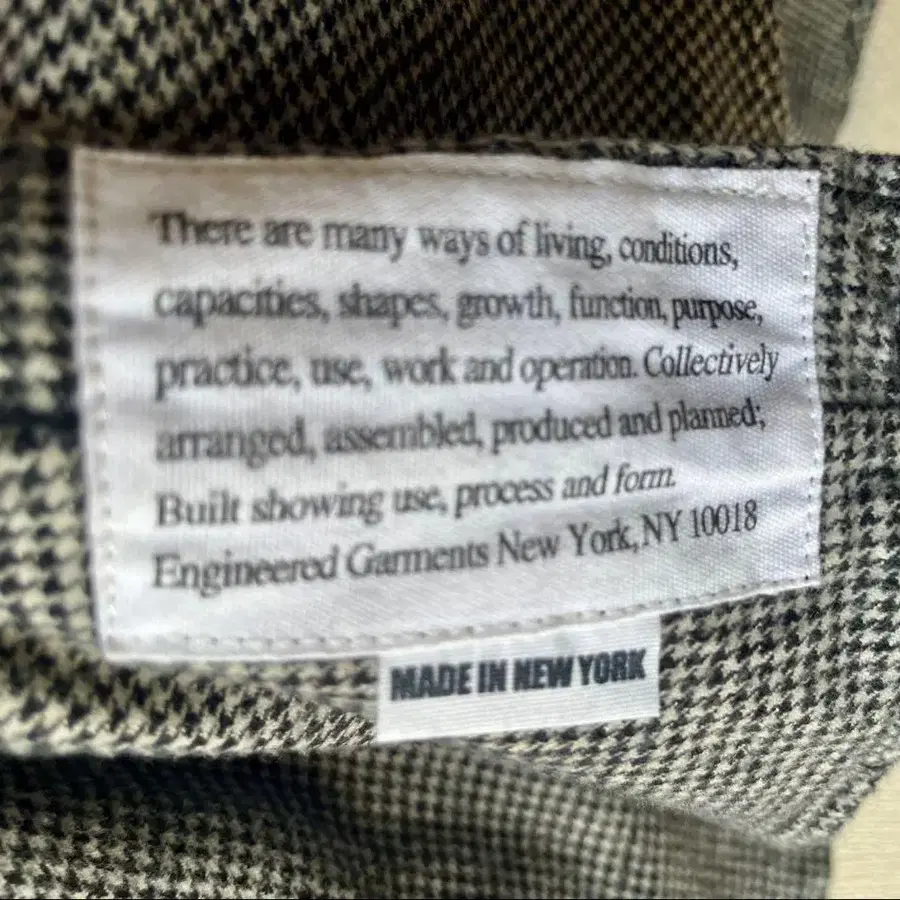 There are many ways of living, conditions,
capacities, shapes, growth, function, purpose,
practice, use, work and operation. Collectively
arranged, assembled, produced and planned;
Built showing use, process and form.
Engineered Garments New York, NY 10018
MADE IN NEW YORK